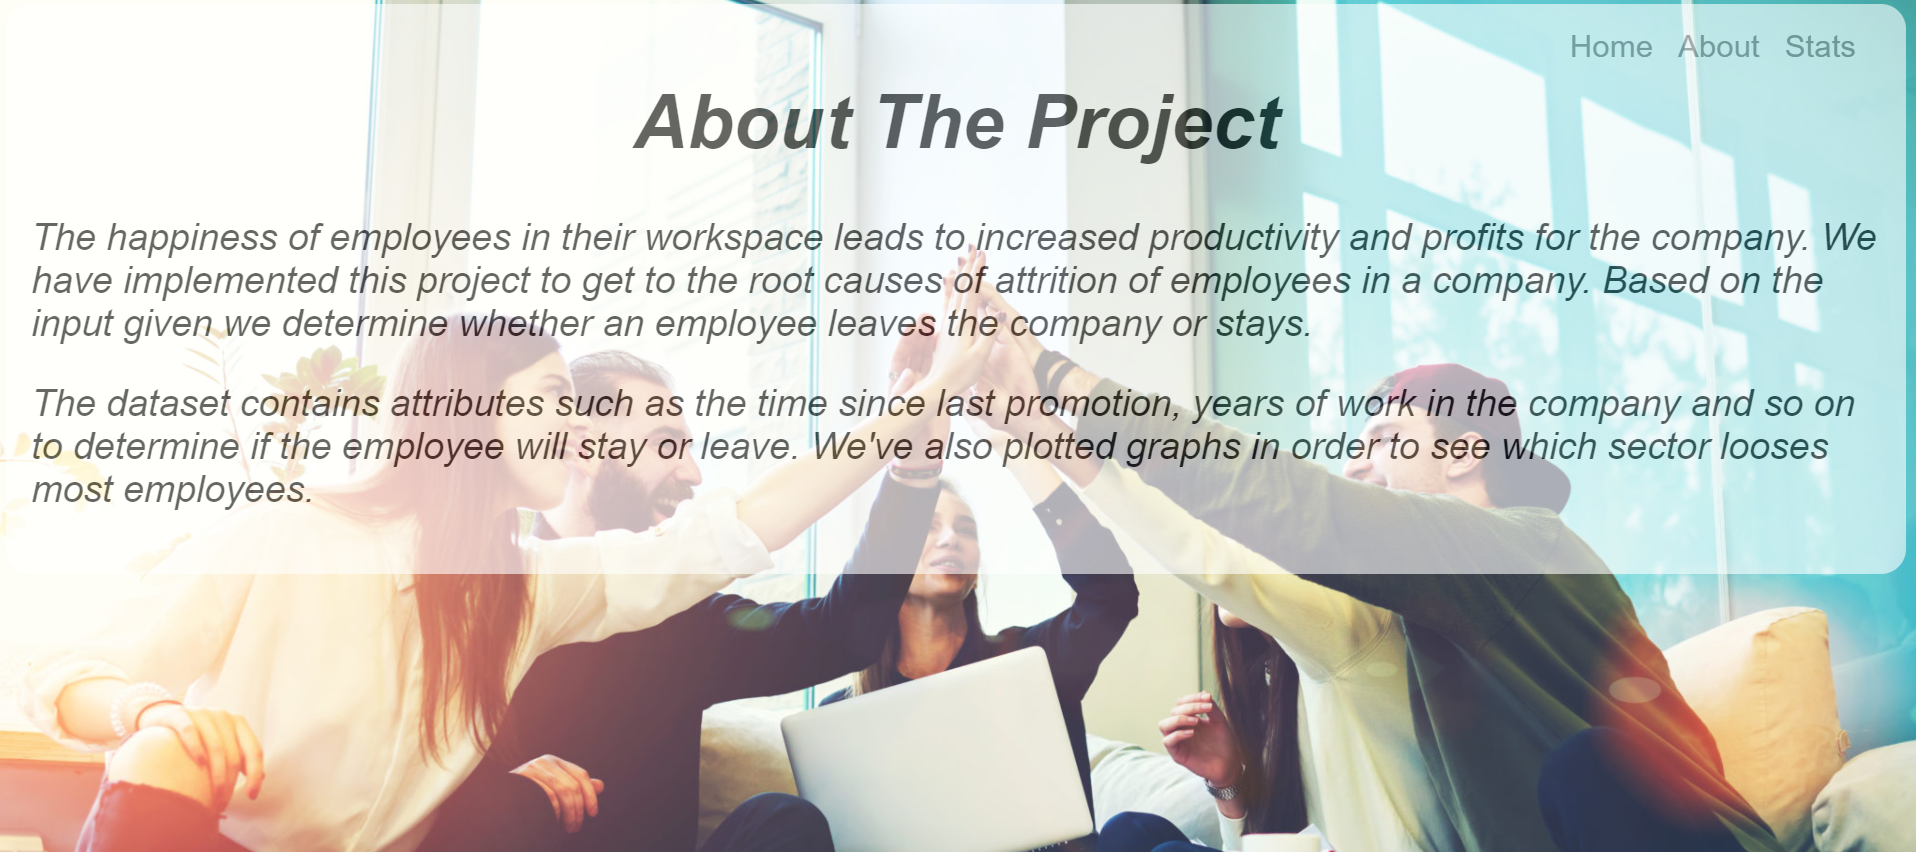 Home About Stats
About The Project
The happiness of employees in their workspace leads to increased productivity and profits for the company. We
have implemented this project to get to the root causes of attrition of employees in a company. Based on the
input given we determine whether an employee leaves the company or stays.
The dataset contains attributes such as the time since last promotion, years of work in the company and so on
to determine if the employee will stay or leave. We've also plotted graphs in order to see which sector looses
most employees.